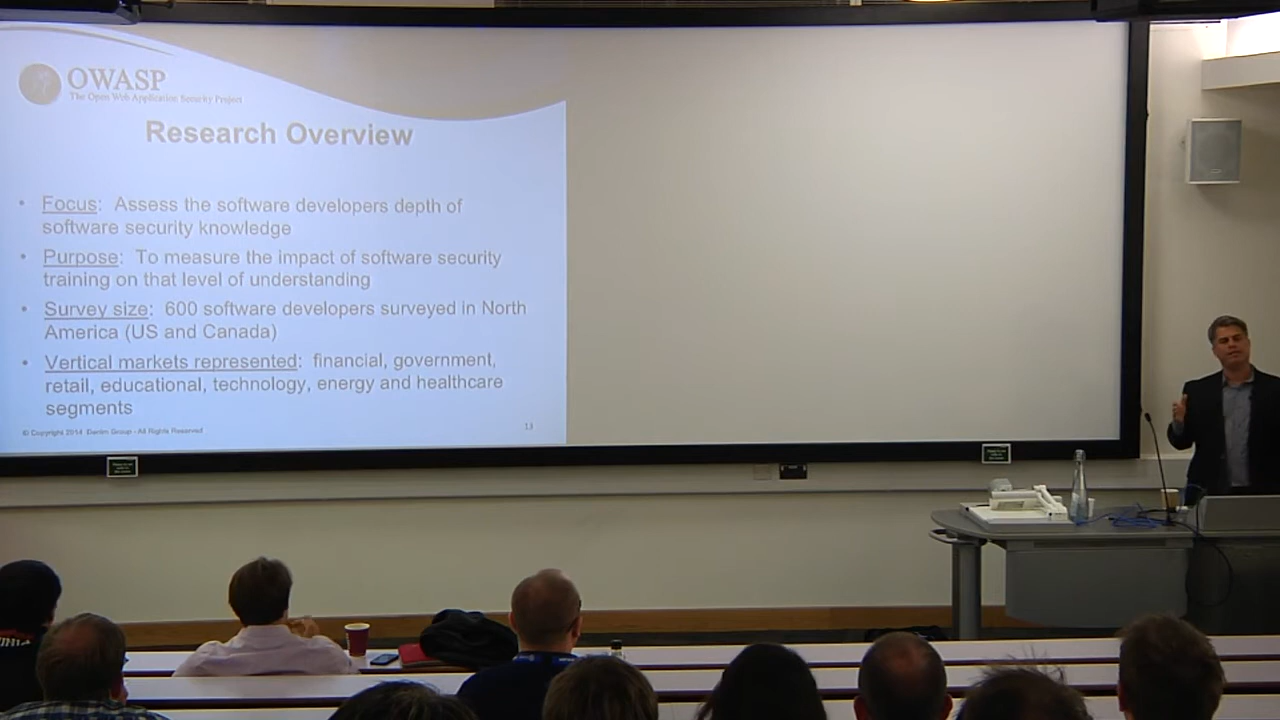 OWASP
The Open Web Application Security Project
Research Overview
• Focus: Assess the software developers depth of
software security knowledge
• Purpose: To measure the impact of software security
training on that level of understanding
• Survey size: 600 software developers surveyed in North
America (US and Canada)
• Vertical markets represented: financial, government,
retail, educational, technology, energy and healthcare
segments
© Copyright 2014 Denim Group - All Rights Reserved
13